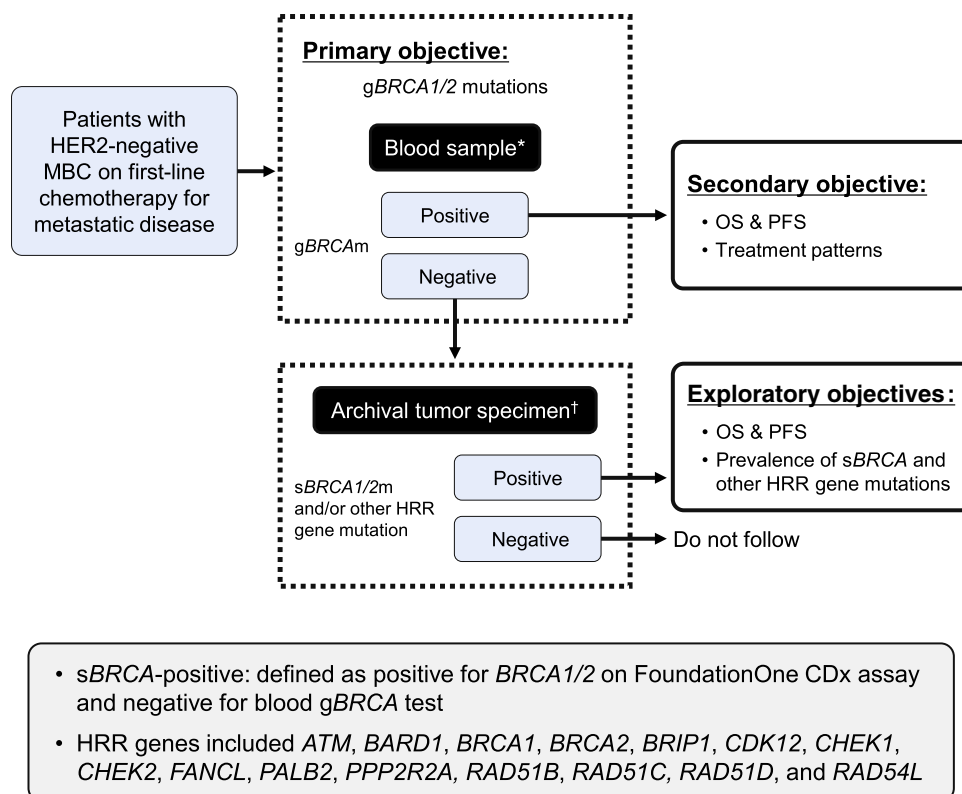 Primary objective:
gBRCA1/2 mutations
Patients with
HER2-negative
MBC on first-line
chemotherapy for
metastatic disease
Blood sample*
gBRCAm
Positive
Negative
Secondary objective:
• OS & PFS
• Treatment patterns
Archival tumor specimen†
sBRCA1/2m
and/or other HRR
gene mutation
Positive
Negative
Exploratory objectives:
• OS & PFS
• Prevalence of sBRCA and
other HRR gene mutations
Do not follow
• sBRCA-positive: defined as positive for BRCA1/2 on FoundationOne CDx assay
and negative for blood gBRCA test
• HRR genes included ATM, BARD1, BRCA1, BRCA2, BRIP1, CDK12, CHEK1,
CHEK2, FANCL, PALB2, PPP2R2A, RAD51B, RAD51C, RAD51D, and RAD54L